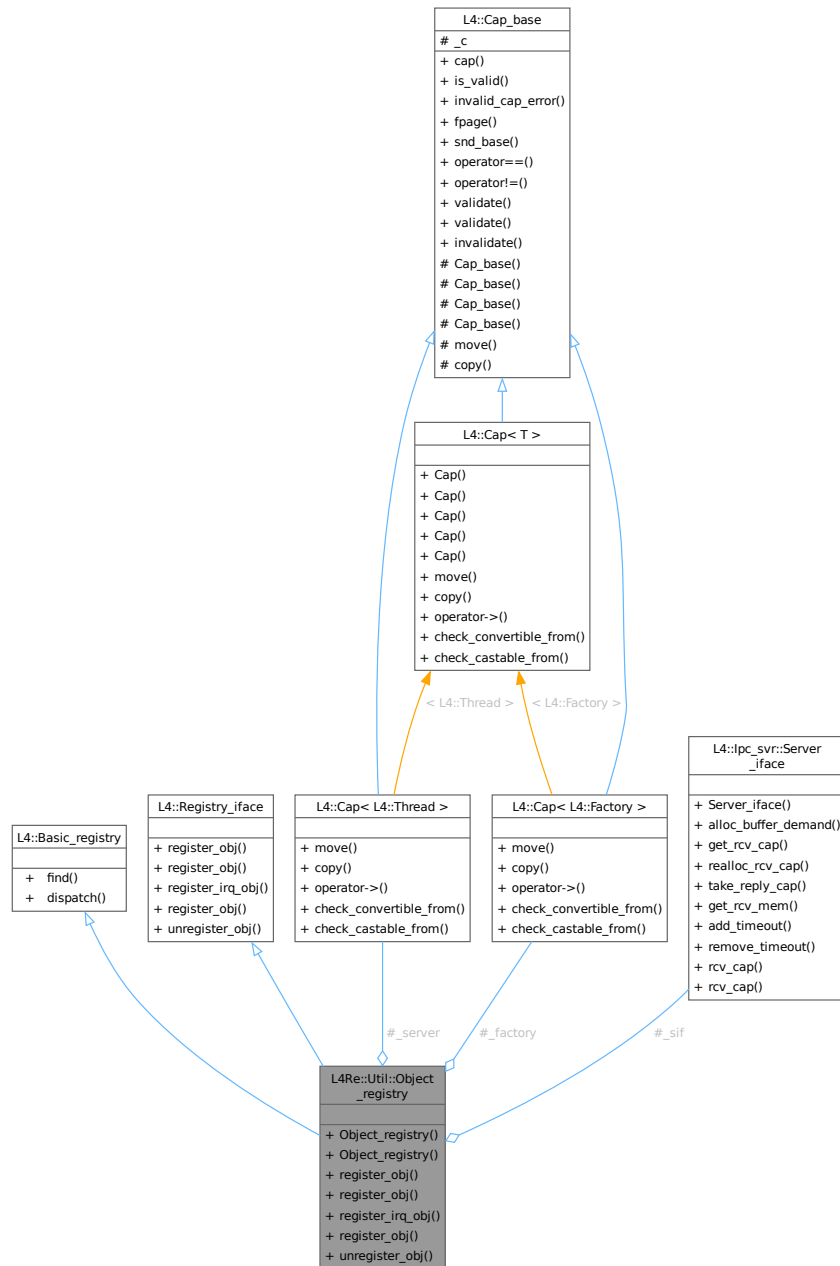 L4::Cap_base
# _c
+ cap()
+ is_valid()
+ invalid_cap_error()
+ fpage()
+ snd_base()
+ operator==()
+ operator!=()
+ validate()
+ validate()
+ invalidate()
# Cap_base()
# Cap_base()
# Cap_base()
# Cap_base()
# move()
# copy()
L4::Cap< T >
+ Cap()
+ Cap()
+ Cap()
+ Cap()
+ Cap()
+ move()
+ copy()
+ operator->()
+ check_convertible_from()
+ check_castable_from()
< L4::Thread >
< L4::Factory >
L4::Basic_registry
+ find()
+ dispatch()
L4::Registry_iface
+ register_obj()
+ register_obj()
+ register_irq_obj()
+ register_obj()
+ unregister_obj()
L4::Cap< L4::Thread >
+ move()
+ copy()
+ operator->()
+ check_convertible_from()
+ check_castable_from()
L4::Cap< L4::Factory >
+ move()
+ copy()
+ operator->()
+ check_convertible_from()
+ check_castable_from()
L4::Ipc_svr::Server
_iface
+ Server_iface()
+ alloc_buffer_demand()
+ get_rcv_cap()
+ realloc_rcv_cap()
+ take_reply_cap()
+ get_rcv_mem()
+ add_timeout()
+ remove_timeout()
+ rcv_cap()
+ rcv_cap()
#_server
#_factory
#_sif
L4Re::Util::Object
_registry
+ Object_registry()
+ Object_registry()
+ register_obj()
+ register_obj()
+ register_irq_obj()
+ register_obj()
+ unregister_obj()